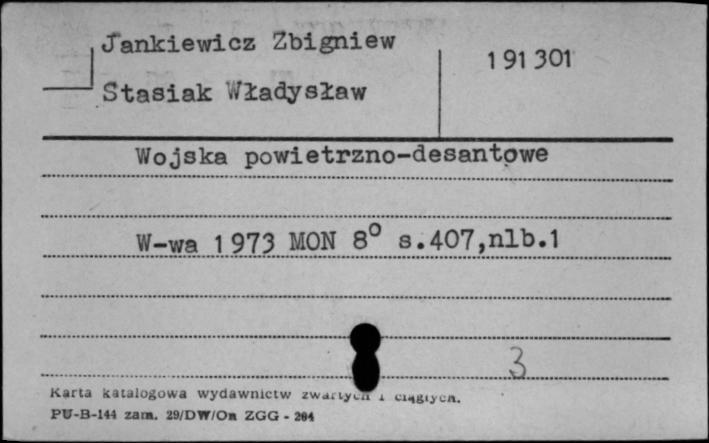 Jankiewicz Zbigniew
191301
Stasiak Władysław
Wojska powietrzno-desantowe
W-wa 1973 MON 8° s.407,nlb.1
3
Karta katalogowa wydawnictw zwartych i ciągłych.
PU-B-144 zam. 29/DW/On ZGG - 204